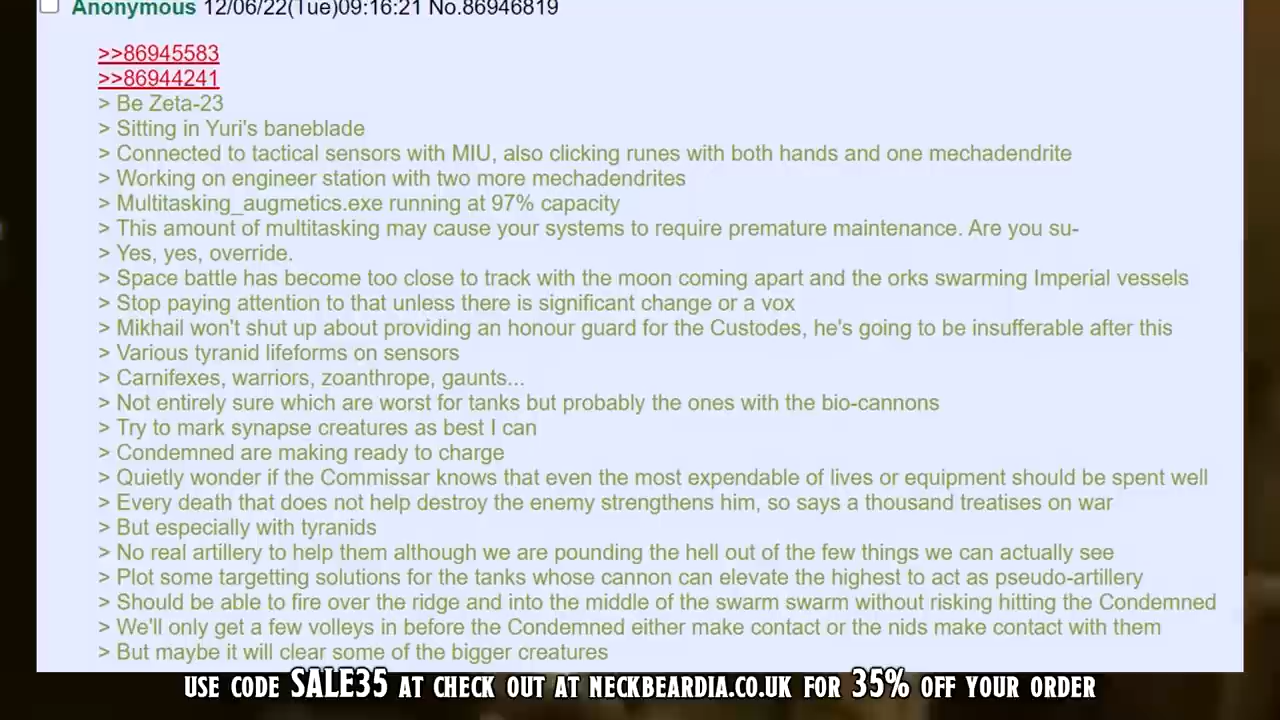 Anonymous 12/06/22(Tue)09:16:21 No.86946819
>>86945583
>>86944241
> Be Zeta-23
> Sitting in Yuri's baneblade
> Connected to tactical sensors with MIU, also clicking runes with both hands and one mechadendrite
> Working on engineer station with two more mechadendrites
> Multitasking_augmetics.exe running at 97% capacity
> This amount of multitasking may cause your systems to require premature maintenance. Are you su-
> Yes, yes, override.
> Space battle has become too close to track with the moon coming apart and the orks swarming Imperial vessels
> Stop paying attention to that unless there is significant change or a vox
> Mikhail won't shut up about providing an honour guard for the Custodes, he's going to be insufferable after this
> Various tyranid lifeforms on sensors
> Carnifexes, warriors, zoanthrope, gaunts...
> Not entirely sure which are worst for tanks but probably the ones with the bio-cannons
> Try to mark synapse creatures as best I can
> Condemned are making ready to charge
> Quietly wonder if the Commissar knows that even the most expendable of lives or equipment should be spent well
> Every death that does not help destroy the enemy strengthens him, so says a thousand treatises on war
> But especially with tyranids
> No real artillery to help them although we are pounding the hell out of the few things we can actually see
> Plot some targetting solutions for the tanks whose cannon can elevate the highest to act as pseudo-artillery
> Should be able to fire over the ridge and into the middle of the swarm swarm without risking hitting the Condemned
> We'll only get a few volleys in before the Condemned either make contact or the nids make contact with them
> But maybe it will clear some of the bigger creatures
USE CODE SALE35 AT CHECK OUT AT NECKBEARDIA.CO.UK FOR 35% OFF YOUR ORDER